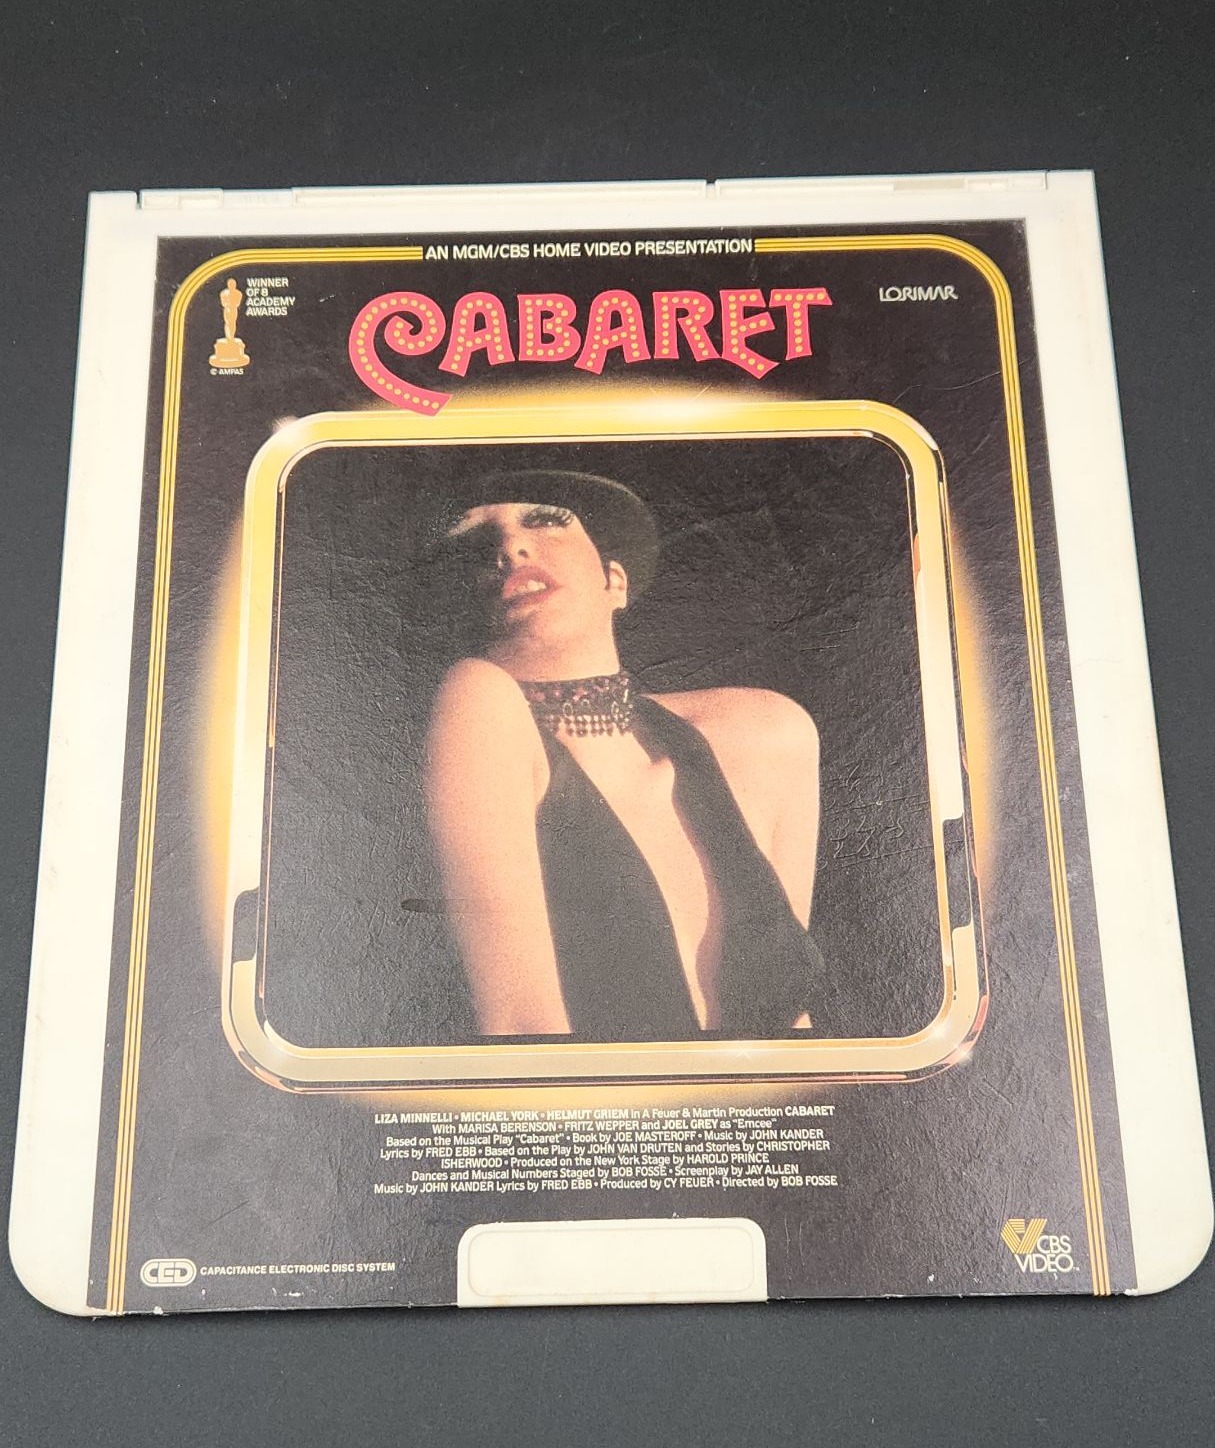 AN MGM/CBS HOME VIDEO PRESENTATION
WINNER
OF 8
ACADEMY
AWARDS
© AMPAS
CABARET
LORIMAR
LIZA MINNELLI • MICHAEL YORK • HELMUT GRIEM in A Feuer & Martin Production CABARET
With MARISA BERENSON • FRITZ WEPPER and JOEL GREY as "Emcee"
Based on the Musical Play "Cabaret" • Book by JOE MASTEROFF • Music by JOHN KANDER
Lyrics by FRED EBB • Based on the Play by JOHN VAN DRUTEN and Stories by CHRISTOPHER
ISHERWOOD • Produced on the New York Stage by HAROLD PRINCE
Dances and Musical Numbers Staged by BOB FOSSE • Screenplay by JAY ALLEN
Music by JOHN KANDER Lyrics by FRED EBB • Produced by CY FEUER • Directed by BOB FOSSE
CED CAPACITANCE ELECTRONIC DISC SYSTEM
CBS
VIDEO™